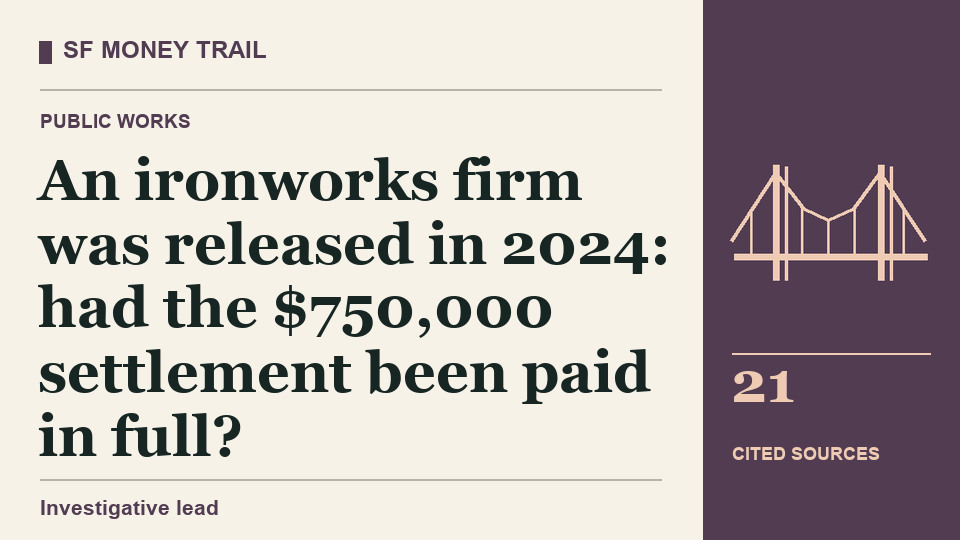 SF MONEY TRAIL
PUBLIC WORKS
An ironworks firm
was released in 2024:
had the $750,000
settlement been paid
in full?
Investigative lead
21
CITED SOURCES